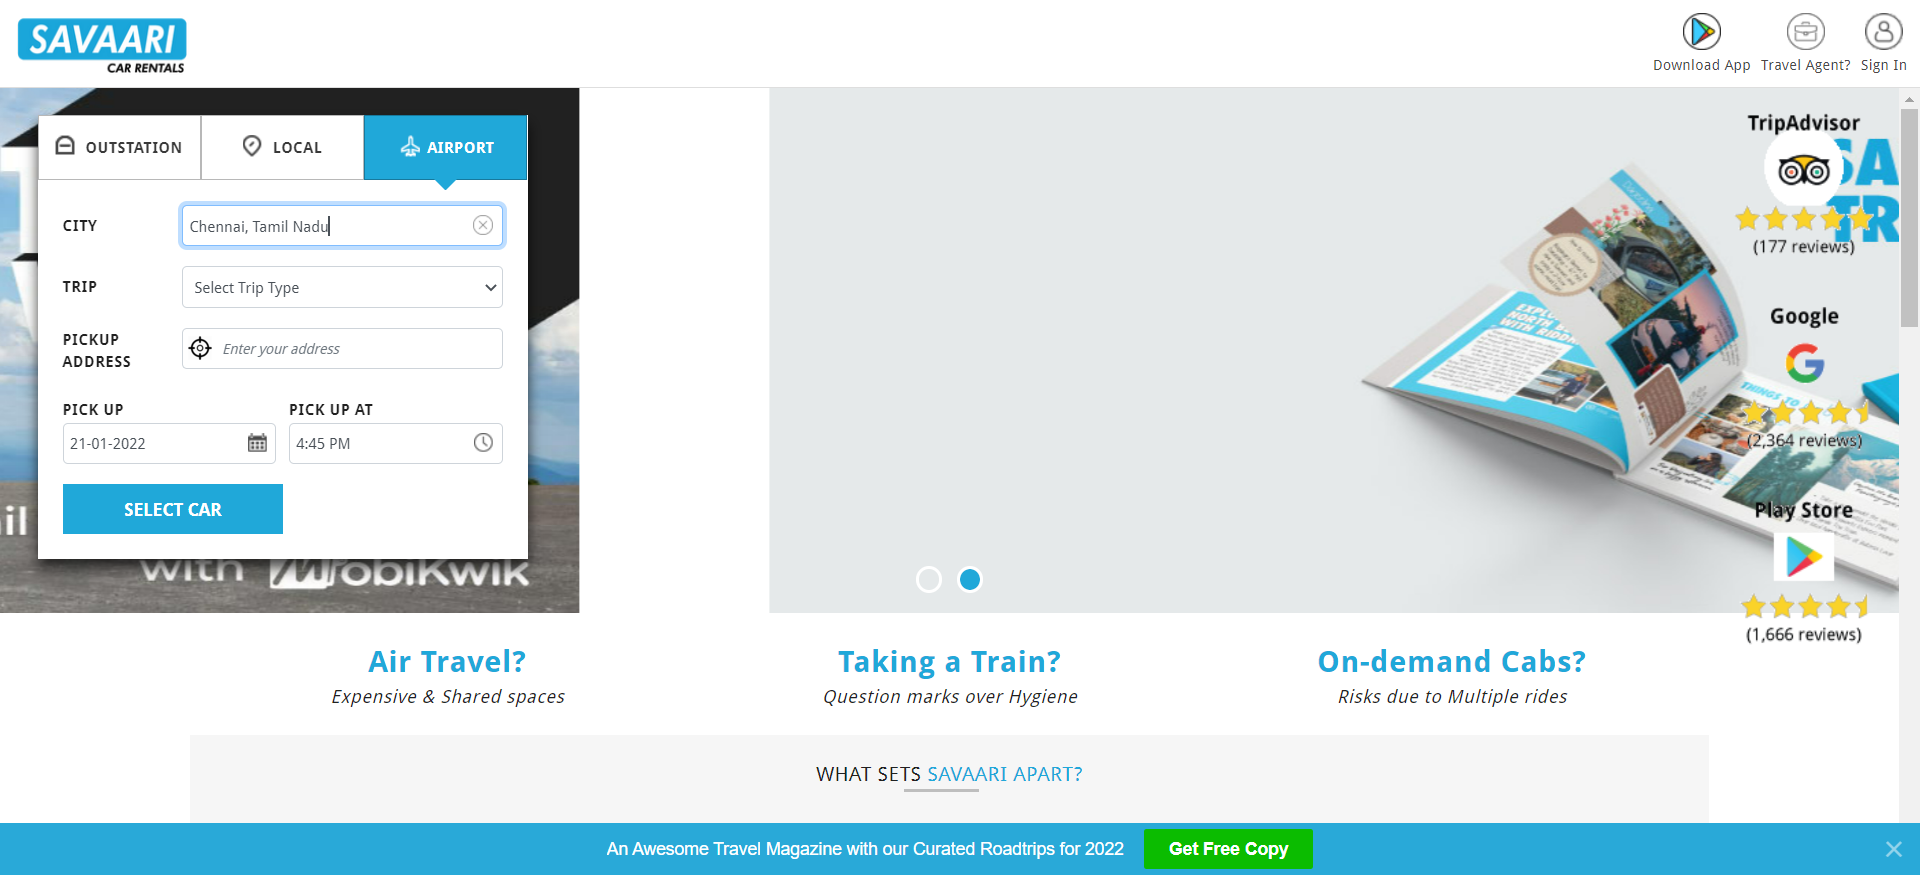 SAVAARI
CAR RENTALS
Download App
Travel Agent?
Sign In
OUTSTATION
LOCAL
AIRPORT
CITY
Chennai, Tamil Nadu
TRIP
Select Trip Type
PICKUP
ADDRESS
Enter your address
PICK UP
PICK UP AT
21-01-2022
4:45 PM
SELECT CAR
with MobiKwik
TripAdvisor
(177 reviews)
Google
(2,364 reviews)
Play Store
(1,666 reviews)
SA
TR
THINGS TO
Air Travel?
Expensive & Shared spaces
Taking a Train?
Question marks over Hygiene
On-demand Cabs?
Risks due to Multiple rides
WHAT SETS SAVAARI APART?
An Awesome Travel Magazine with our Curated Roadtrips for 2022
Get Free Copy